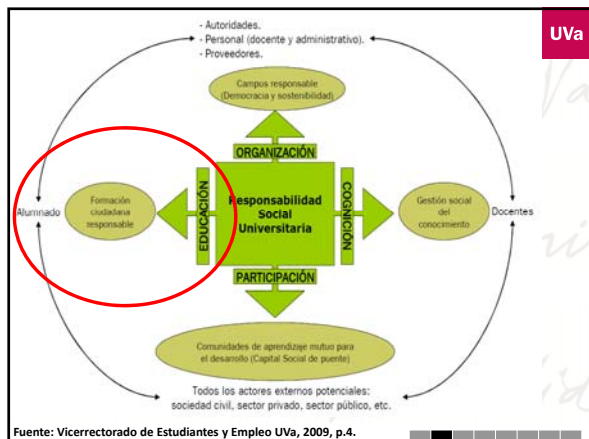 - Autoridades.
- Personal (docente y administrativo).
- Proveedores.
UVa
Campus responsable
(Democracia y sostenibilidad)
ORGANIZACIÓN
Alumnado
Formación
ciudadana
responsable
EDUCACIÓN
Responsabilidad
Social
Universitaria
COGNICIÓN
Gestión social
del
conocimiento
Docentes
PARTICIPACIÓN
Comunidades de aprendizaje mutuo para
el desarrollo (Capital Social de puente)
Todos los actores externos potenciales:
sociedad civil, sector privado, sector público, etc.
Fuente: Vicerrectorado de Estudiantes y Empleo UVa, 2009, p.4.